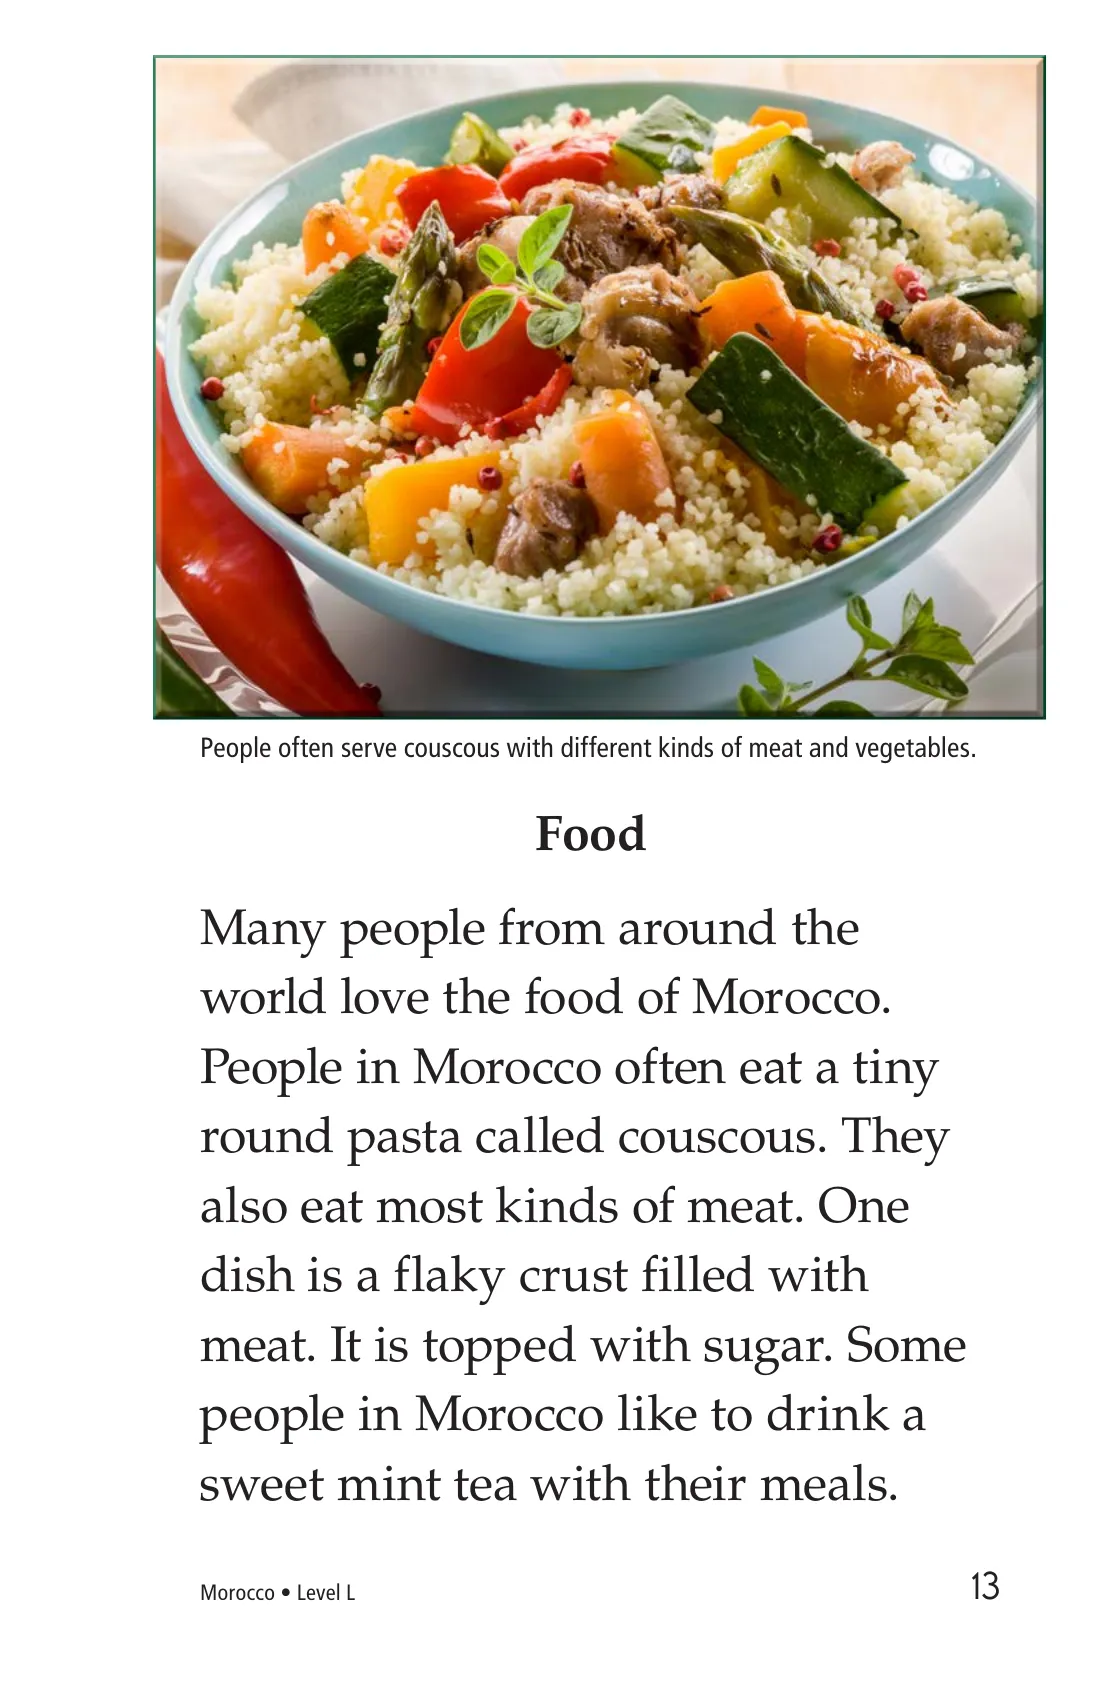 People often serve couscous with different kinds of meat and vegetables.
Food
Many people from around the
world love the food of Morocco.
People in Morocco often eat a tiny
round pasta called couscous. They
also eat most kinds of meat. One
dish is a flaky crust filled with
meat. It is topped with sugar. Some
people in Morocco like to drink a
sweet mint tea with their meals.
Morocco • Level L
13